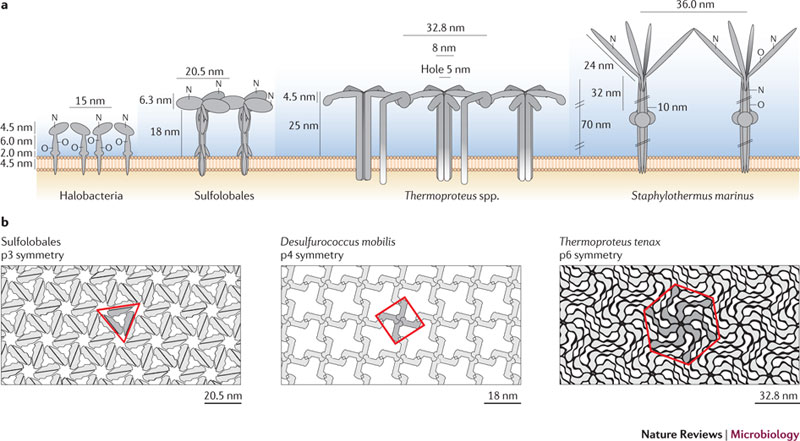 a
36.0 nm
32.8 nm
8 nm
Hole 5 nm
20.5 nm
N
N
15 nm
N
N
4.5 nm
6.0 nm
2.0 nm
4.5 nm
O
O
O
O
6.3 nm
18 nm
4.5 nm
25 nm
N
N
O
24 nm
32 nm
70 nm
10 nm
N
O
Halobacteria
Sulfolobales
Thermoproteus spp.
Staphylothermus marinus
b
Sulfolobales
p3 symmetry
20.5 nm
Desulfurococcus mobilis
p4 symmetry
18 nm
Thermoproteus tenax
p6 symmetry
32.8 nm
Nature Reviews | Microbiology